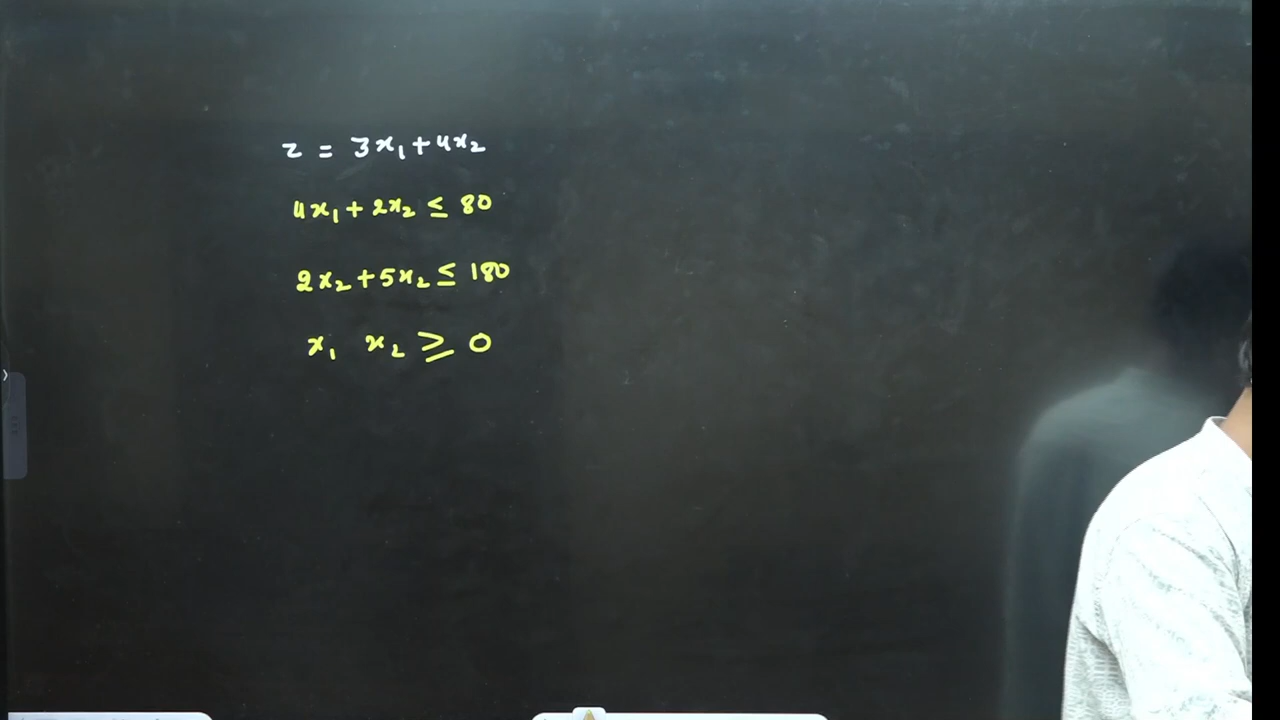 z = 3x₁ + 4x₂
4x₁ + 2x₂ ≤ 80
2x₂ + 5x₂ ≤ 180
x₁ x₂ ≥ 0